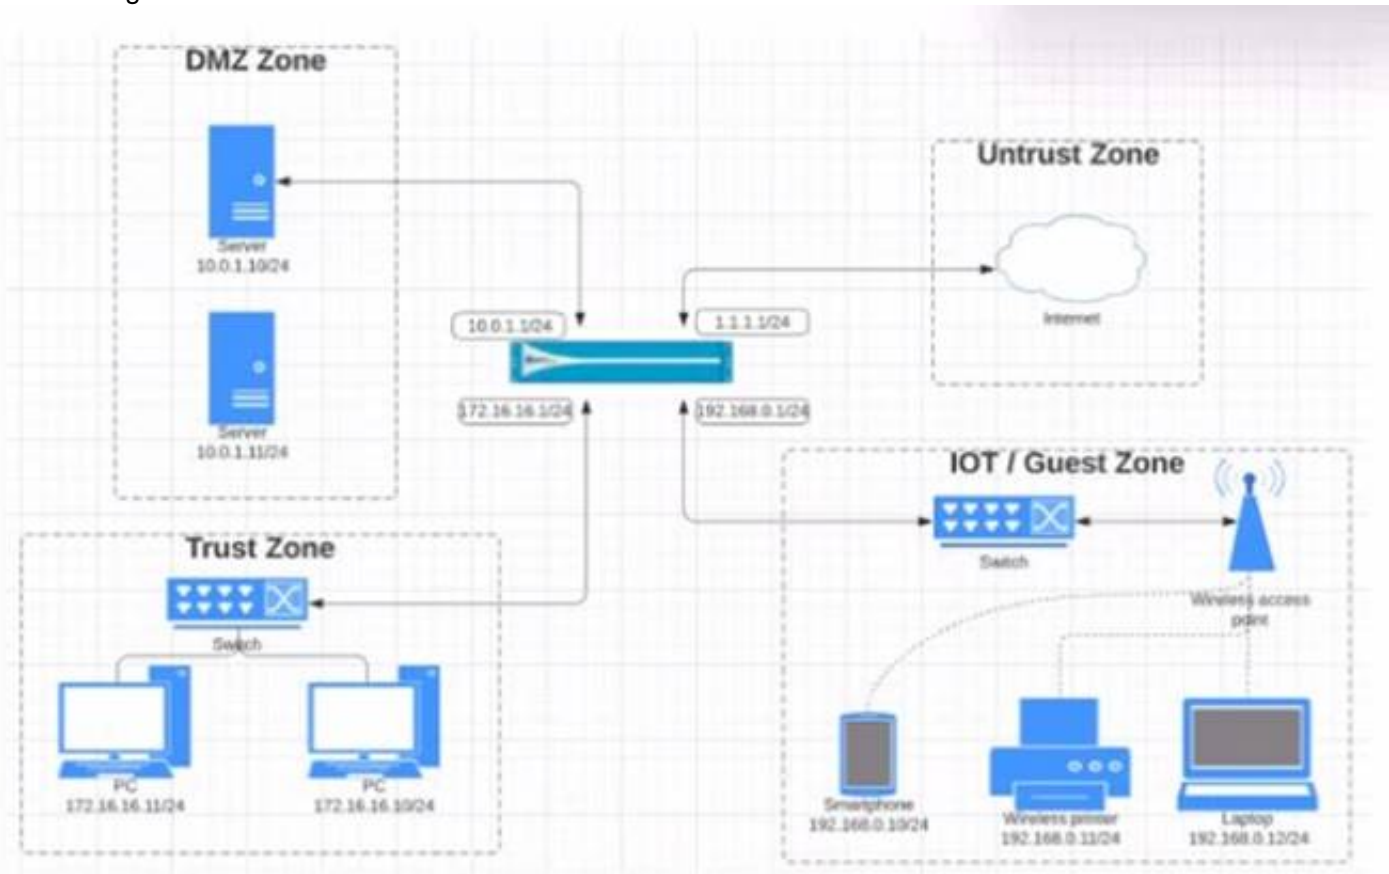 DMZ Zone
Server
10.0.1.10/24
Server
10.0.1.11/24
Untrust Zone
Internet
10.0.1.1/24
1.1.1.1/24
172.16.16.1/24
192.168.0.1/24
Trust Zone
Switch
PC
172.16.16.11/24
PC
172.16.16.10/24
IOT / Guest Zone
Switch
Wireless access
point
Smartphone
192.168.0.10/24
Wireless printer
192.168.0.11/24
Laptop
192.168.0.12/24